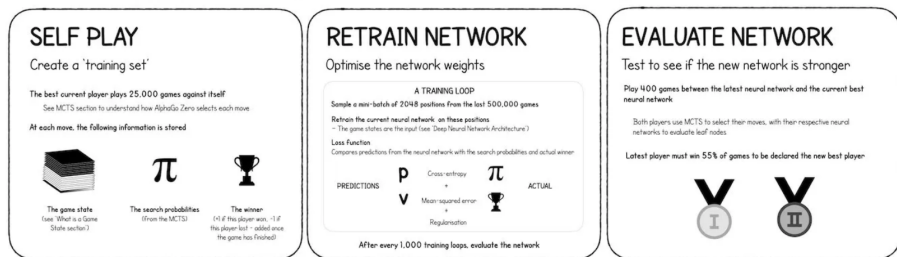 SELF PLAY
Create a 'training set'
The best current player plays 25,000 games against itself
See MCTS section to understand how AlphaGo Zero selects each move
At each move, the following information is stored
π
The game state
(see 'What is a Game
State section')
The search probabilities
(from the MCTS)
The winner
(+1 if this player won, -1 if
this player lost - added once
the game has finished)
RETRAIN NETWORK
Optimise the network weights
A TRAINING LOOP
Sample a mini-batch of 2048 positions from the last 500,000 games
Retrain the current neural network on these positions
- The game states are the input (see 'Deep Neural Network Architecture')
Loss function
Compares predictions from the neural network with the search probabilities and actual winner
PREDICTIONS
p
Cross-entropy
π
+
v
Mean-squared error
ACTUAL
+
Regularisation
After every 1,000 training loops, evaluate the network
EVALUATE NETWORK
Test to see if the new network is stronger
Play 400 games between the latest neural network and the current best
neural network
Both players use MCTS to select their moves, with their respective neural
networks to evaluate leaf nodes
Latest player must win 55% of games to be declared the new best player
I
II